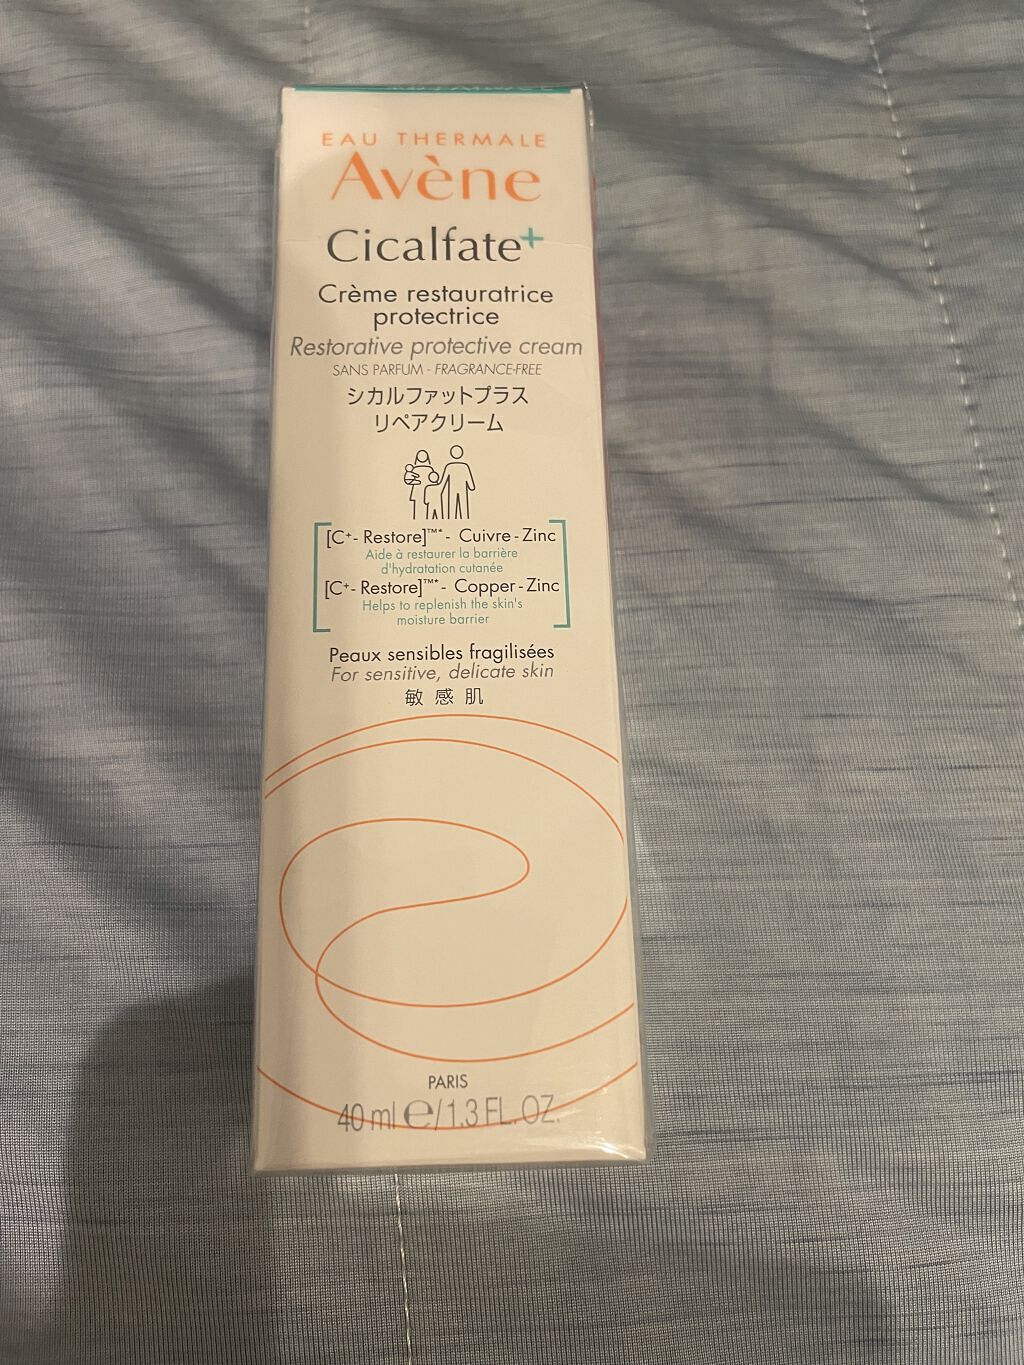 EAU THERMALE
Avène
Cicalfate+
Crème restauratrice
protectrice
Restorative protective cream
SANS PARFUM - FRAGRANCE-FREE
シカルファットプラス
リペアクリーム
[C+- Restore]™* - Cuivre - Zinc
Aide à restaurer la barrière
d'hydratation cutanée
[C+- Restore]™* - Copper - Zinc
Helps to replenish the skin's
moisture barrier
Peaux sensibles fragilisées
For sensitive, delicate skin
敏感肌
PARIS
40 ml ℮/1.3 FL. OZ.